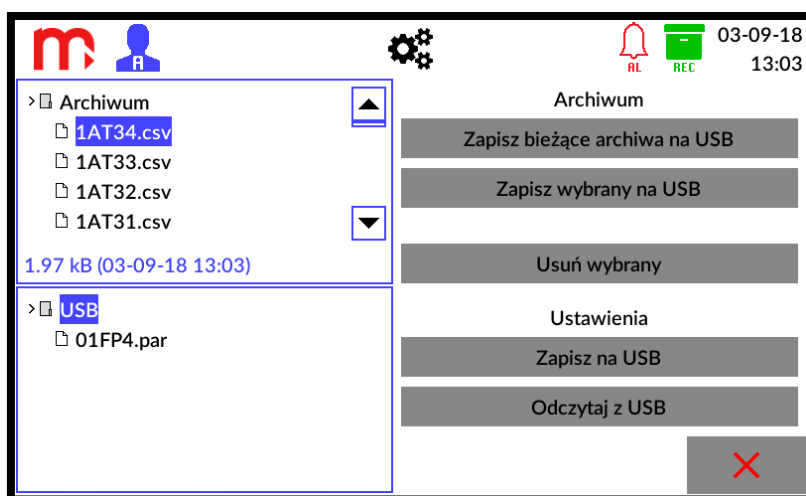 m
A
AL
REC
03-09-18
13:03
> Archiwum
1AT34.csv
1AT33.csv
1AT32.csv
1AT31.csv
1.97 kB (03-09-18 13:03)
> USB
01FP4.par
Archiwum
Zapisz bieżące archiwa na USB
Zapisz wybrany na USB
Usuń wybrany
Ustawienia
Zapisz na USB
Odczytaj z USB